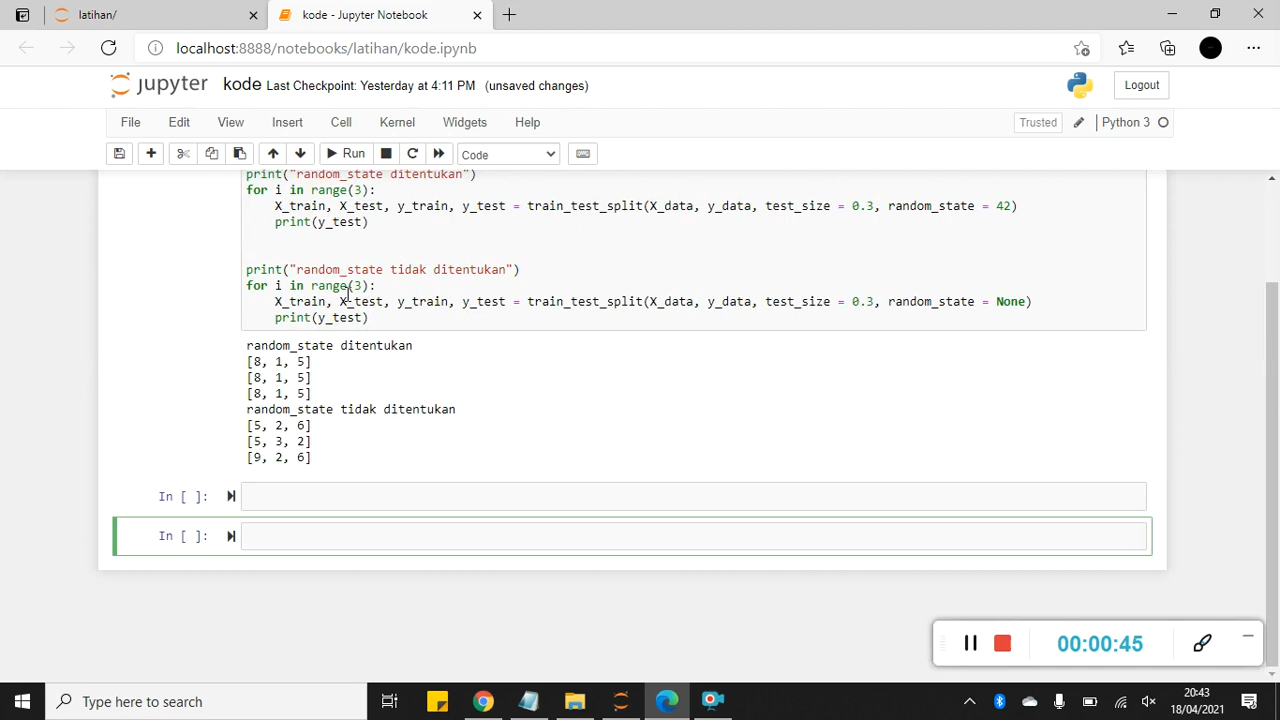 latihan/
kode - Jupyter Notebook
localhost:8888/notebooks/latihan/kode.ipynb
jupyter kode Last Checkpoint: Yesterday at 4:11 PM (unsaved changes)
Logout
File Edit View Insert Cell Kernel Widgets Help
Trusted
Python 3
Run
Code
print("random_state ditentukan")
for i in range(3):
X_train, X_test, y_train, y_test = train_test_split(X_data, y_data, test_size = 0.3, random_state = 42)
print(y_test)
print("random_state tidak ditentukan")
for i in range(3):
X_train, X_test, y_train, y_test = train_test_split(X_data, y_data, test_size = 0.3, random_state = None)
print(y_test)
random_state ditentukan
[8, 1, 5]
[8, 1, 5]
[8, 1, 5]
random_state tidak ditentukan
[5, 2, 6]
[5, 3, 2]
[9, 2, 6]
In [ ]:
In [ ]:
00:00:45
Type here to search
20:43
18/04/2021